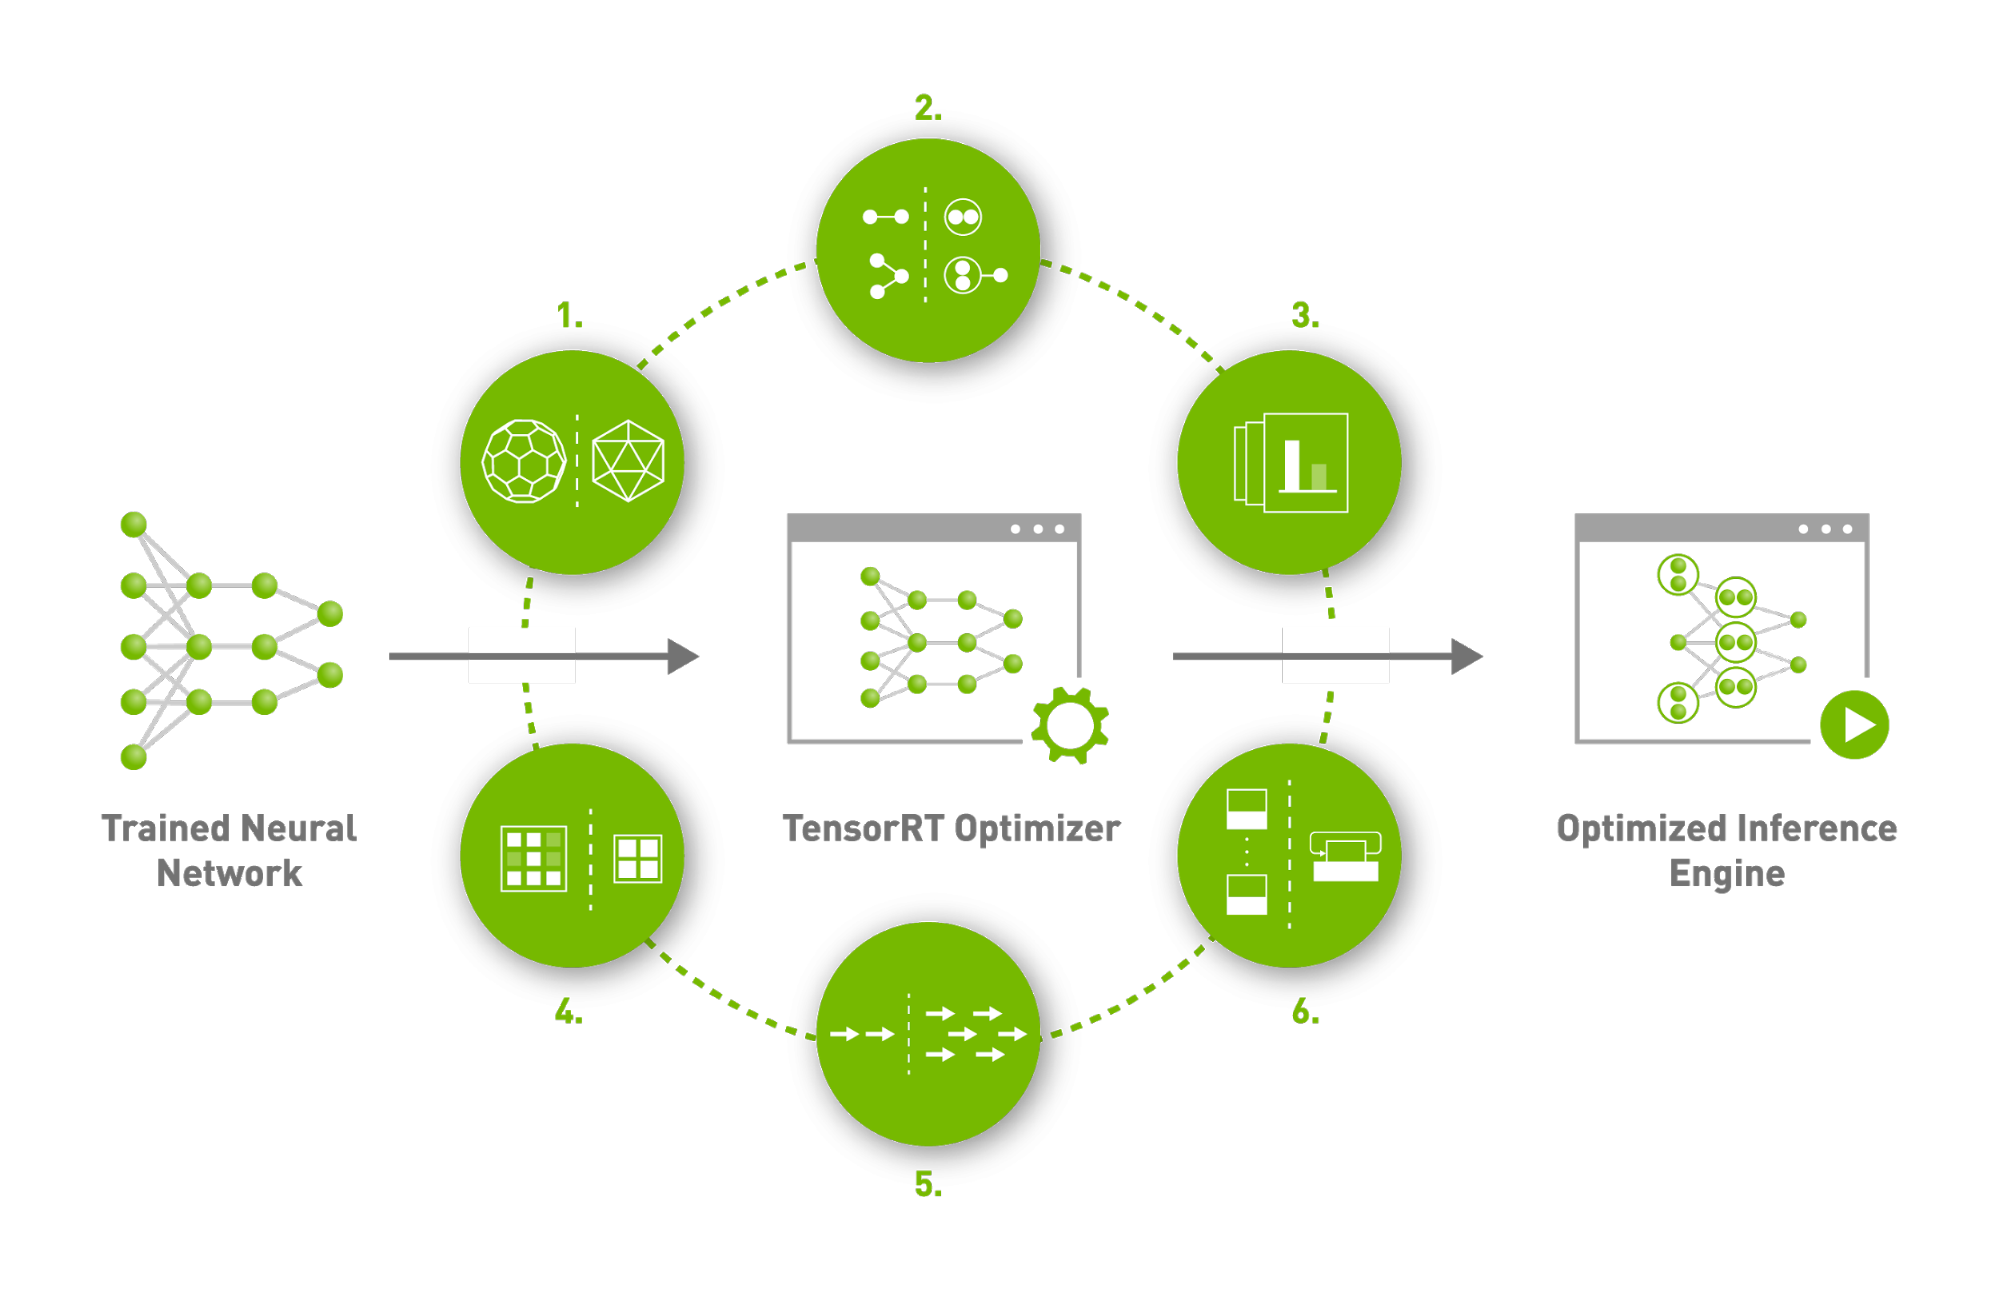 2.
1.
3.
Trained Neural
Network
TensorRT Optimizer
Optimized Inference
Engine
4.
6.
5.